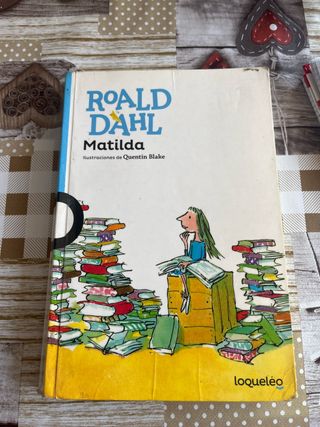 ROALD
DAHL
Matilda
Ilustraciones de Quentin Blake
loqueleo